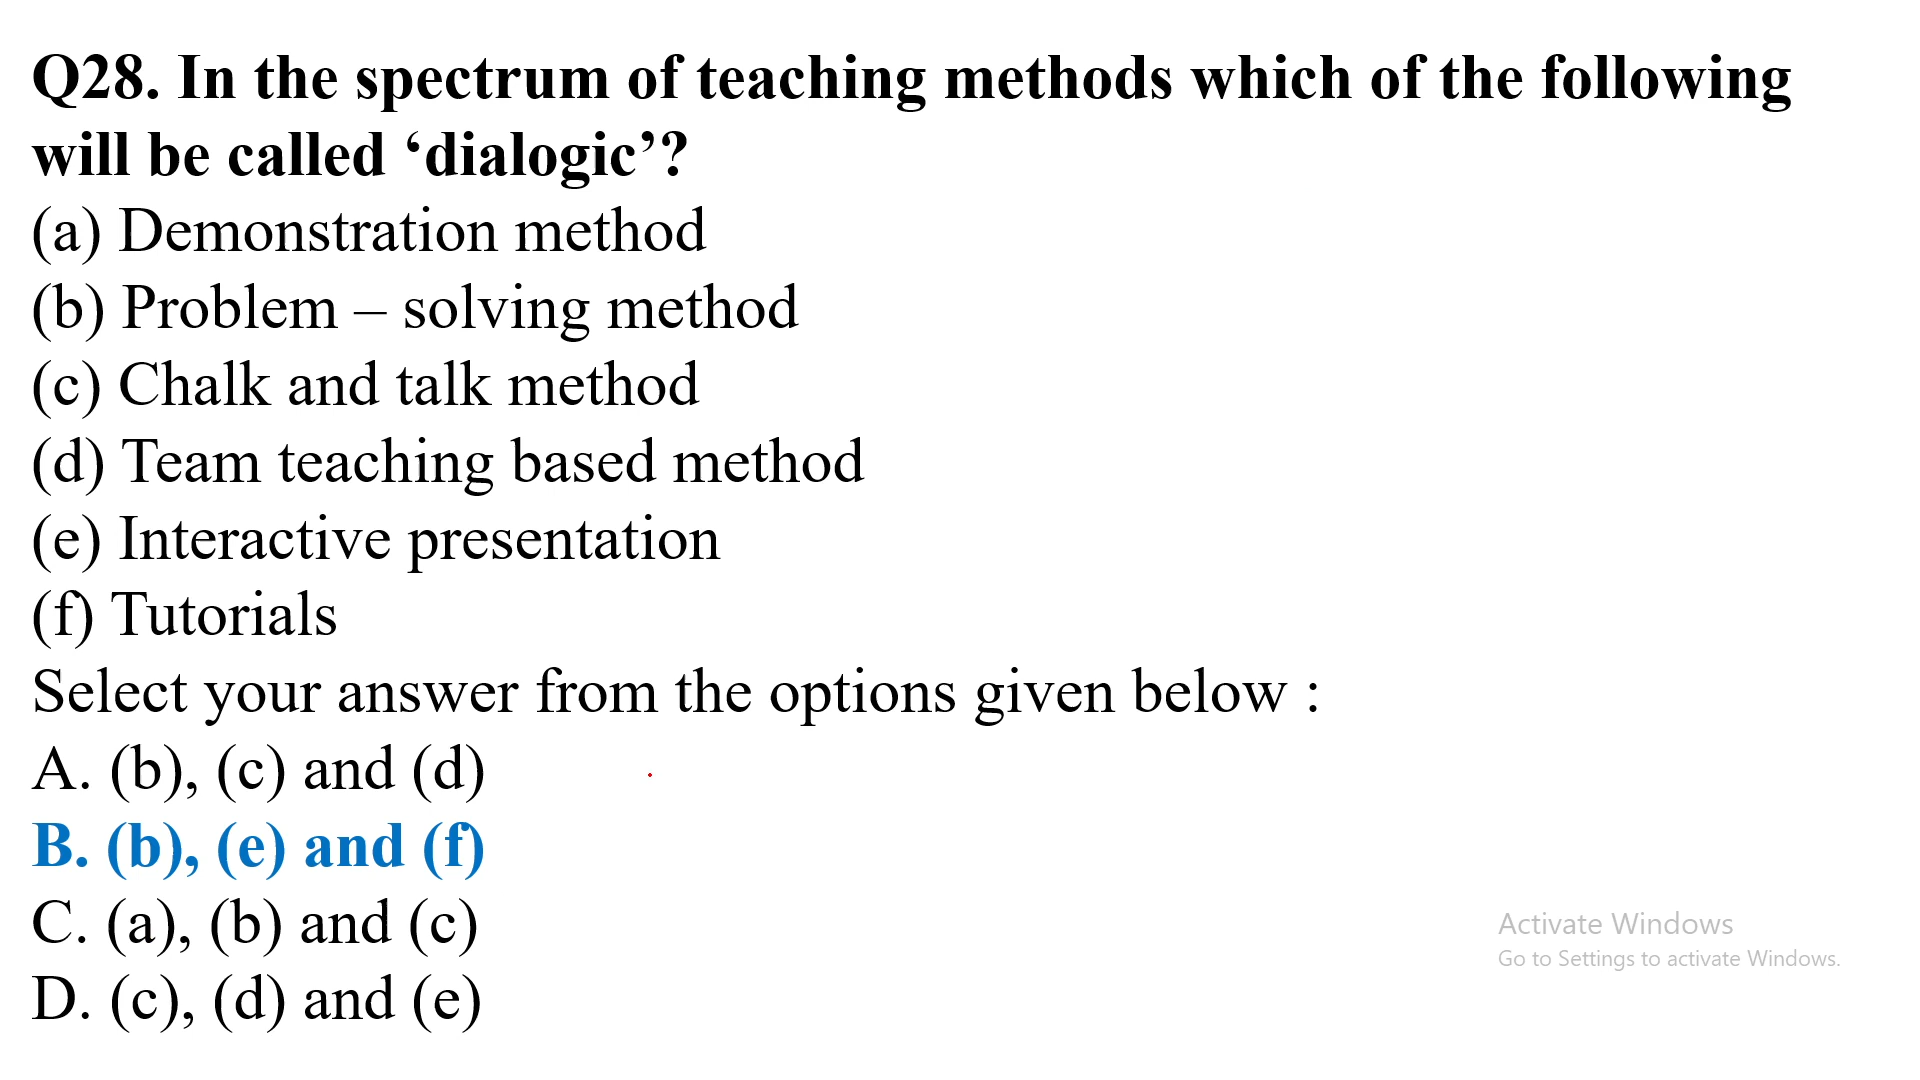 Q28. In the spectrum of teaching methods which of the following
will be called ‘dialogic’?
(a) Demonstration method
(b) Problem – solving method
(c) Chalk and talk method
(d) Team teaching based method
(e) Interactive presentation
(f) Tutorials
Select your answer from the options given below :
A. (b), (c) and (d)
B. (b), (e) and (f)
C. (a), (b) and (c)
D. (c), (d) and (e)
Activate Windows
Go to Settings to activate Windows.